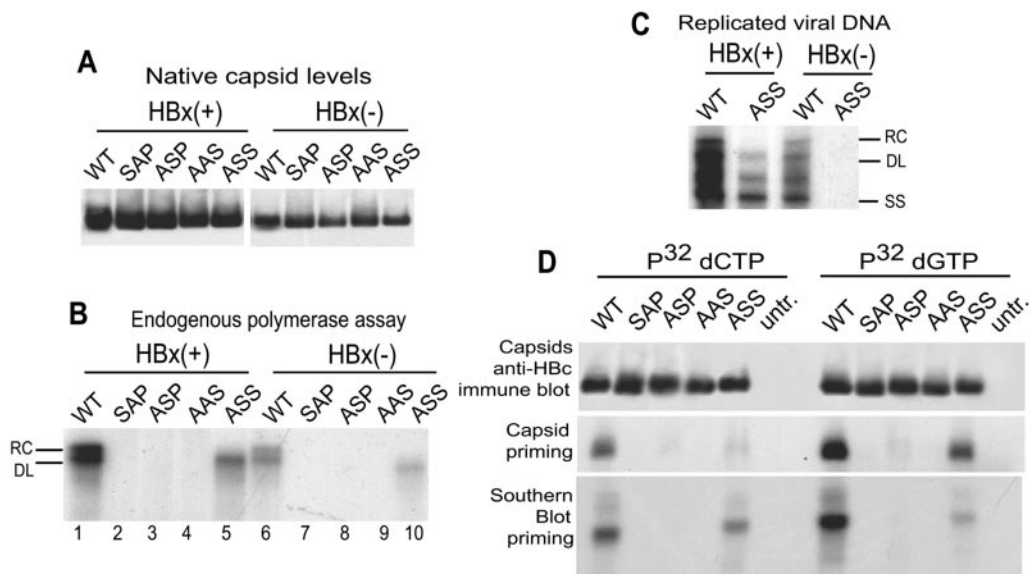 A
Native capsid levels
HBx(+) HBx(-)
WT SAP ASP AAS ASS WT SAP ASP AAS ASS
B
Endogenous polymerase assay
HBx(+) HBx(-)
WT SAP ASP AAS ASS WT SAP ASP AAS ASS
RC
DL
1 2 3 4 5 6 7 8 9 10
C
Replicated viral DNA
HBx(+) HBx(-)
WT ASS WT ASS
RC
DL
SS
D
P32 dCTP P32 dGTP
WT SAP ASP AAS ASS untr. WT SAP ASP AAS ASS untr.
Capsids
anti-HBc
immune blot
Capsid
priming
Southern
Blot
priming